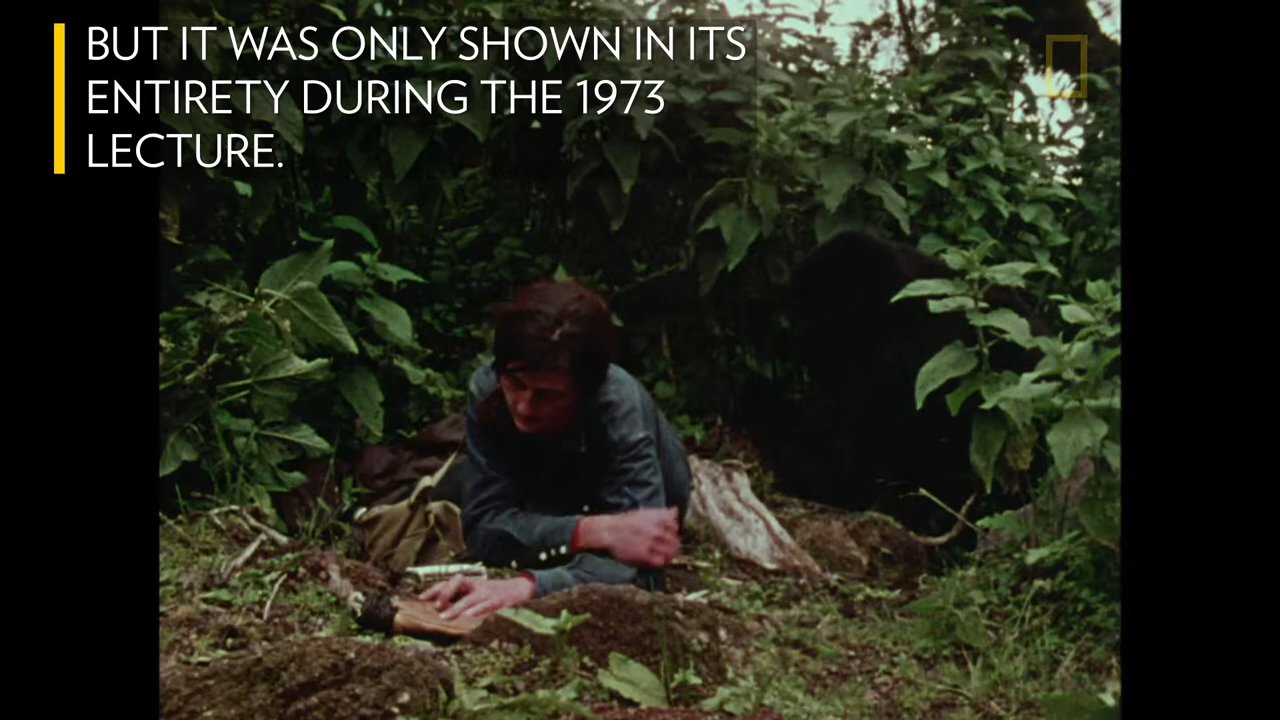 BUT IT WAS ONLY SHOWN IN ITS
ENTIRETY DURING THE 1973
LECTURE.